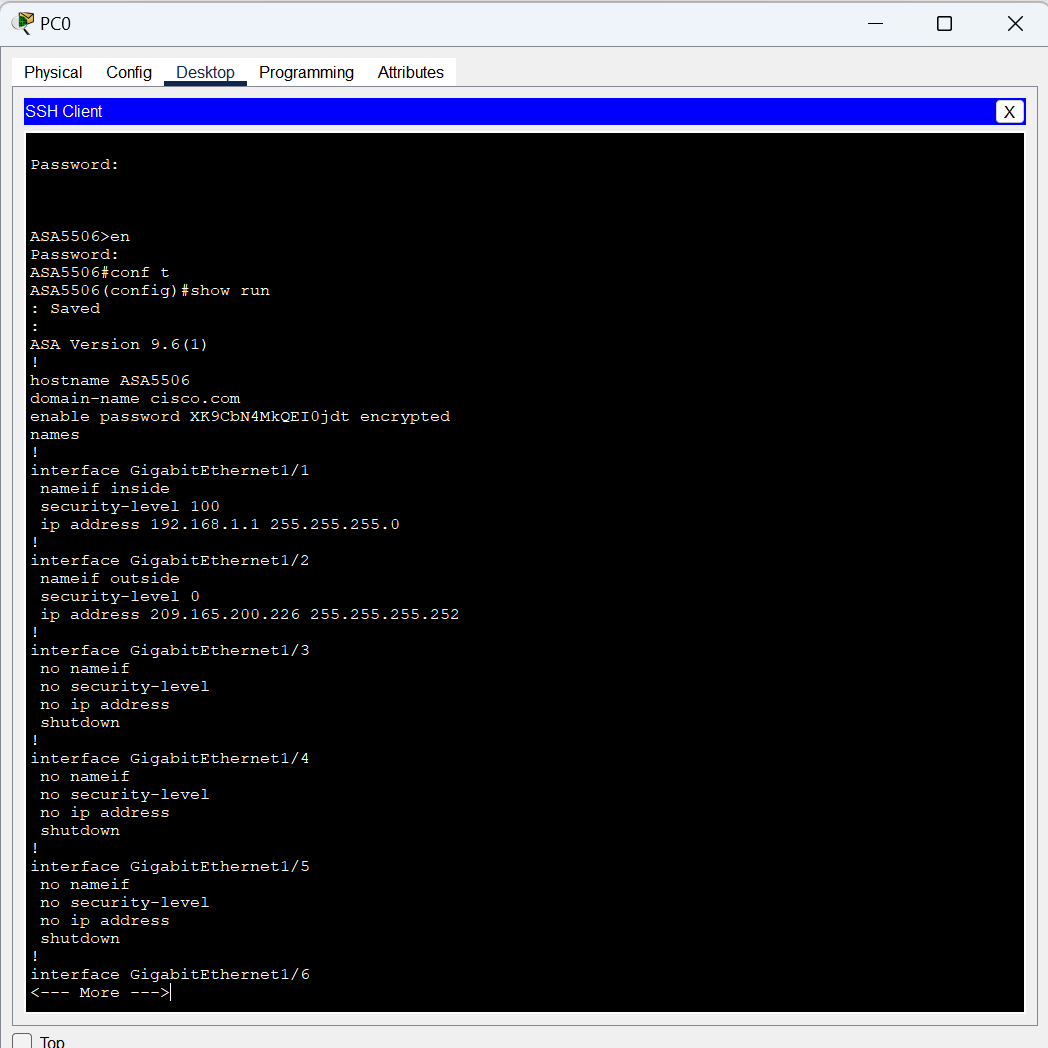 PC0
Physical Config Desktop Programming Attributes
SSH Client X
Password:
ASA5506>en
Password:
ASA5506#conf t
ASA5506(config)#show run
: Saved
:
ASA Version 9.6(1)
!
hostname ASA5506
domain-name cisco.com
enable password XK9CbN4MkQEI0jdt encrypted
names
!
interface GigabitEthernet1/1
 nameif inside
 security-level 100
 ip address 192.168.1.1 255.255.255.0
!
interface GigabitEthernet1/2
 nameif outside
 security-level 0
 ip address 209.165.200.226 255.255.255.252
!
interface GigabitEthernet1/3
 no nameif
 no security-level
 no ip address
 shutdown
!
interface GigabitEthernet1/4
 no nameif
 no security-level
 no ip address
 shutdown
!
interface GigabitEthernet1/5
 no nameif
 no security-level
 no ip address
 shutdown
!
interface GigabitEthernet1/6
<--- More --->
Top